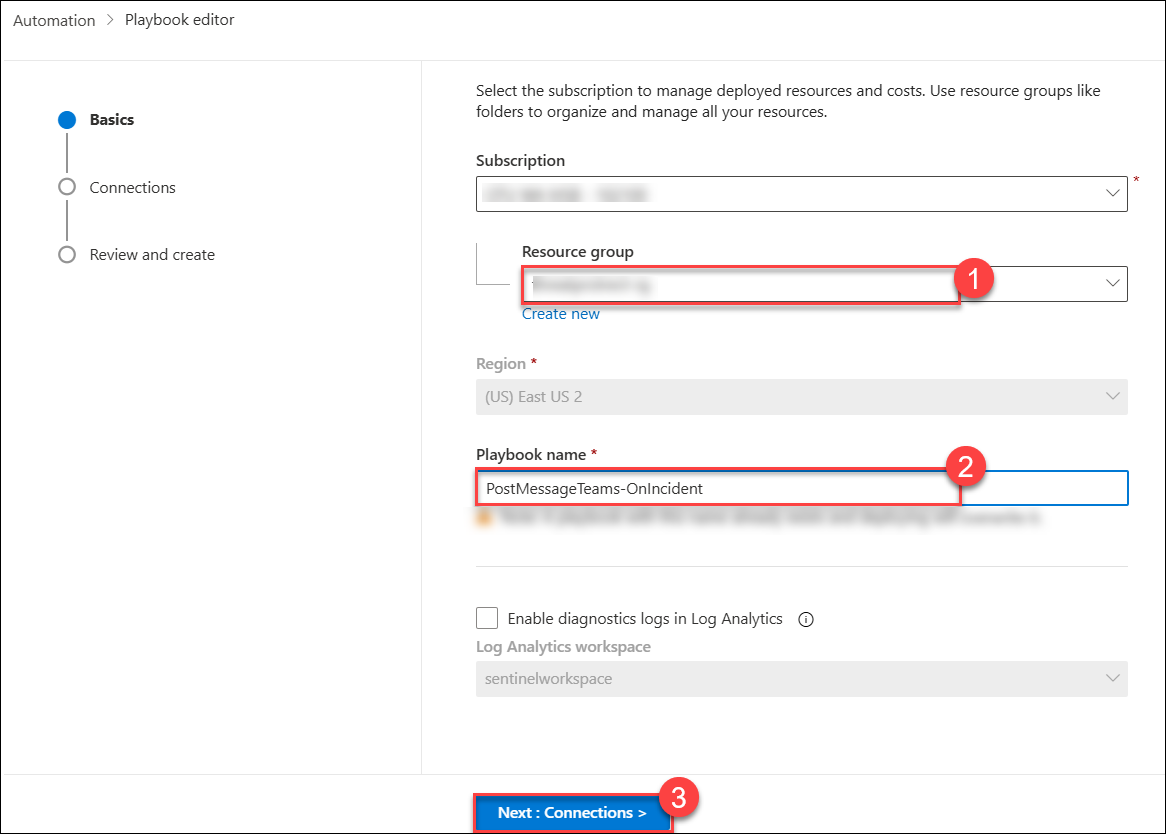 Automation > Playbook editor
Basics
Connections
Review and create
Select the subscription to manage deployed resources and costs. Use resource groups like
folders to organize and manage all your resources.
Subscription
*
Resource group
1
Create new
Region *
(US) East US 2
Playbook name *
2
PostMessageTeams-OnIncident
Enable diagnostics logs in Log Analytics
Log Analytics workspace
sentinelworkspace
Next : Connections >
3